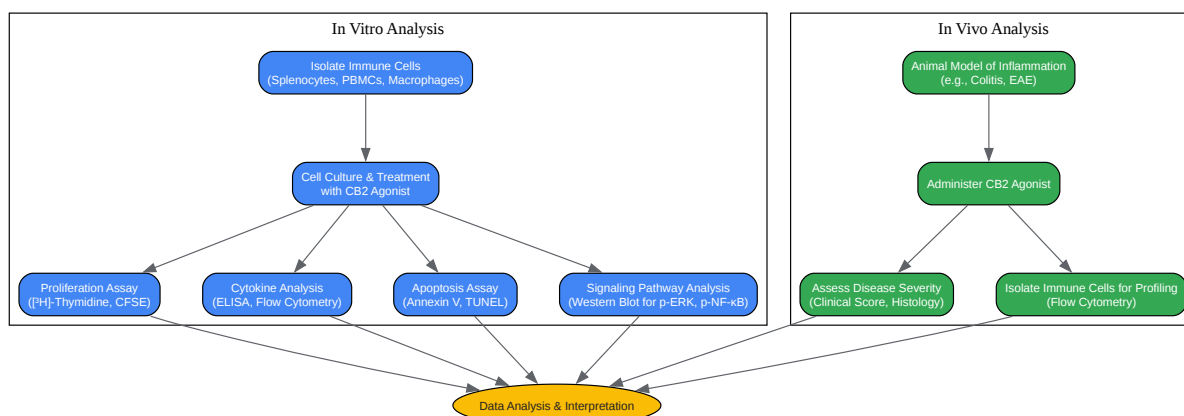 In Vitro Analysis
Isolate Immune Cells
(Splenocytes, PBMCs, Macrophages)
Cell Culture & Treatment
with CB2 Agonist
Proliferation Assay
([³H]-Thymidine, CFSE)
Cytokine Analysis
(ELISA, Flow Cytometry)
Apoptosis Assay
(Annexin V, TUNEL)
Signaling Pathway Analysis
(Western Blot for p-ERK, p-NF-κB)
In Vivo Analysis
Animal Model of Inflammation
(e.g., Colitis, EAE)
Administer CB2 Agonist
Assess Disease Severity
(Clinical Score, Histology)
Isolate Immune Cells for Profiling
(Flow Cytometry)
Data Analysis & Interpretation